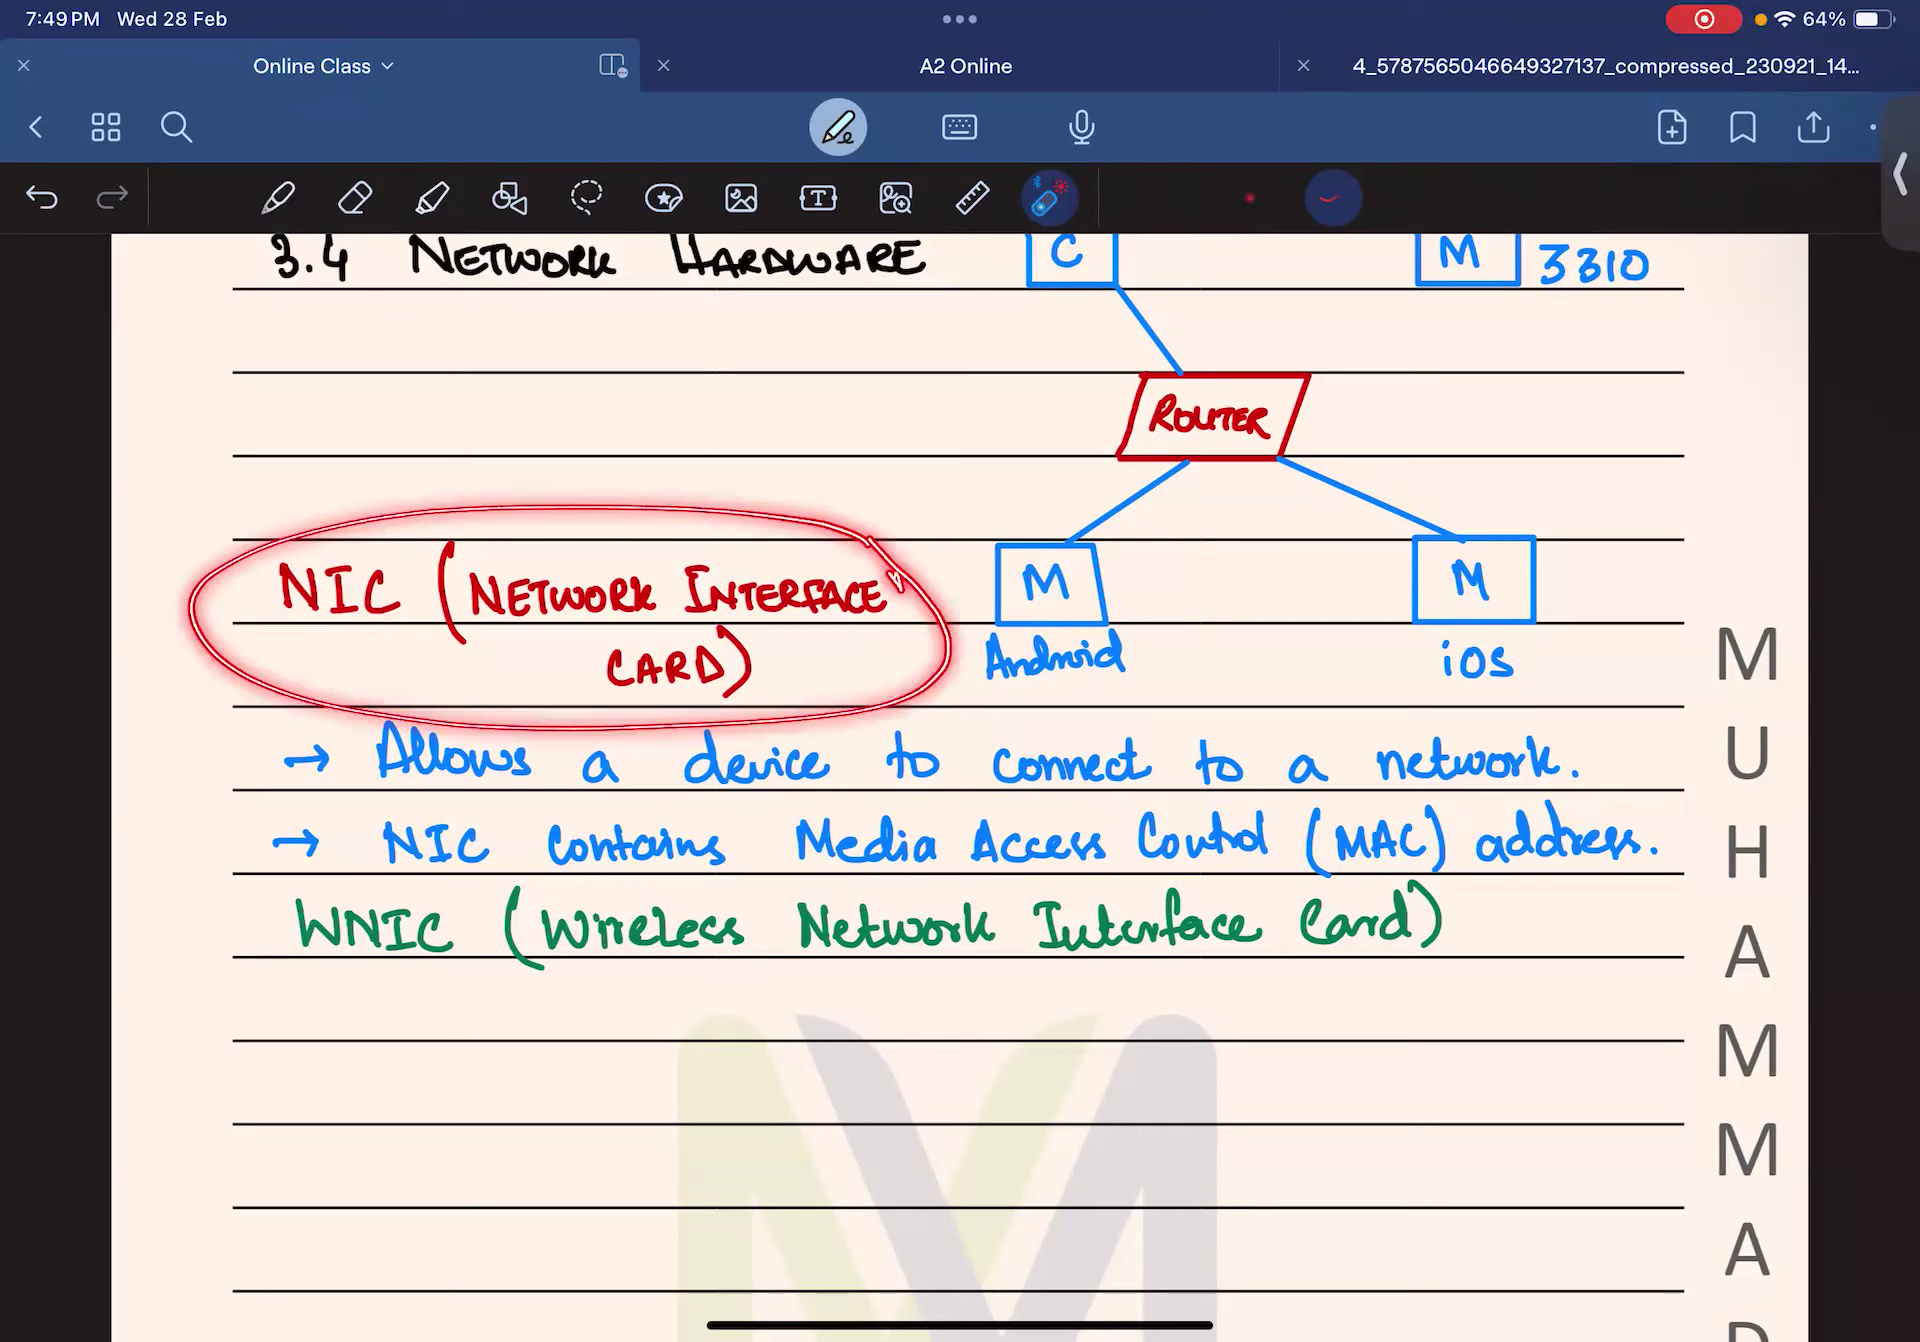 7:49 PM Wed 28 Feb
64%
Online Class
A2 Online
4_5787565046649327137_compressed_230921_14...
3.4 NETWORK HARDWARE
C
M 3310
ROUTER
NIC (NETWORK INTERFACE
CARD)
M
M
Android
iOS
→ Allows a device to connect to a network.
→ NIC contains Media Access Control (MAC) address.
WNIC (Wireless Network Interface Card)
M
U
H
A
M
M
A